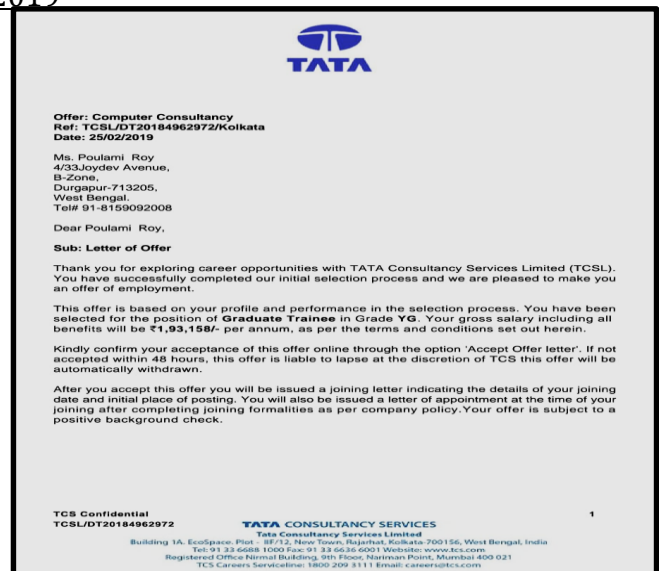 2019
TATA
Offer: Computer Consultancy
Ref: TCSL/DT20184962972/Kolkata
Date: 25/02/2019
Ms. Poulami Roy
4/33Joydev Avenue,
B-Zone,
Durgapur-713205,
West Bengal.
Tel# 91-8159092008
Dear Poulami Roy,
Sub: Letter of Offer
Thank you for exploring career opportunities with TATA Consultancy Services Limited (TCSL).
You have successfully completed our initial selection process and we are pleased to make you
an offer of employment.
This offer is based on your profile and performance in the selection process. You have been
selected for the position of Graduate Trainee in Grade YG. Your gross salary including all
benefits will be ₹1,93,158/- per annum, as per the terms and conditions set out herein.
Kindly confirm your acceptance of this offer online through the option 'Accept Offer letter'. If not
accepted within 48 hours, this offer is liable to lapse at the discretion of TCS this offer will be
automatically withdrawn.
After you accept this offer you will be issued a joining letter indicating the details of your joining
date and initial place of posting. You will also be issued a letter of appointment at the time of your
joining after completing joining formalities as per company policy.Your offer is subject to a
positive background check.
TCS Confidential 1
TCSL/DT20184962972 TATA CONSULTANCY SERVICES
Tata Consultancy Services Limited
Building 1A. EcoSpace. Plot - IIF/12, New Town, Rajarhat, Kolkata-700156, West Bengal, India
Tel: 91 33 6688 1000 Fax: 91 33 6636 6001 Website: www.tcs.com
Registered Office Nirmal Building, 9th Floor, Nariman Point, Mumbai 400 021
TCS Careers Serviceline: 1800 209 3111 Email: careers@tcs.com